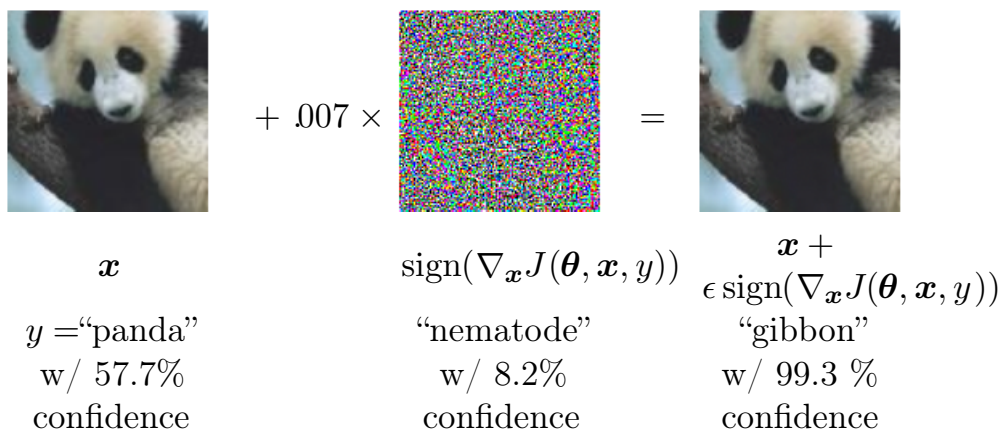 + .007 ×
=
x
sign(∇ₓJ(θ, x, y))
x +
ϵ sign(∇ₓJ(θ, x, y))
y =“panda”
w/ 57.7%
confidence
“nematode”
w/ 8.2%
confidence
“gibbon”
w/ 99.3 %
confidence